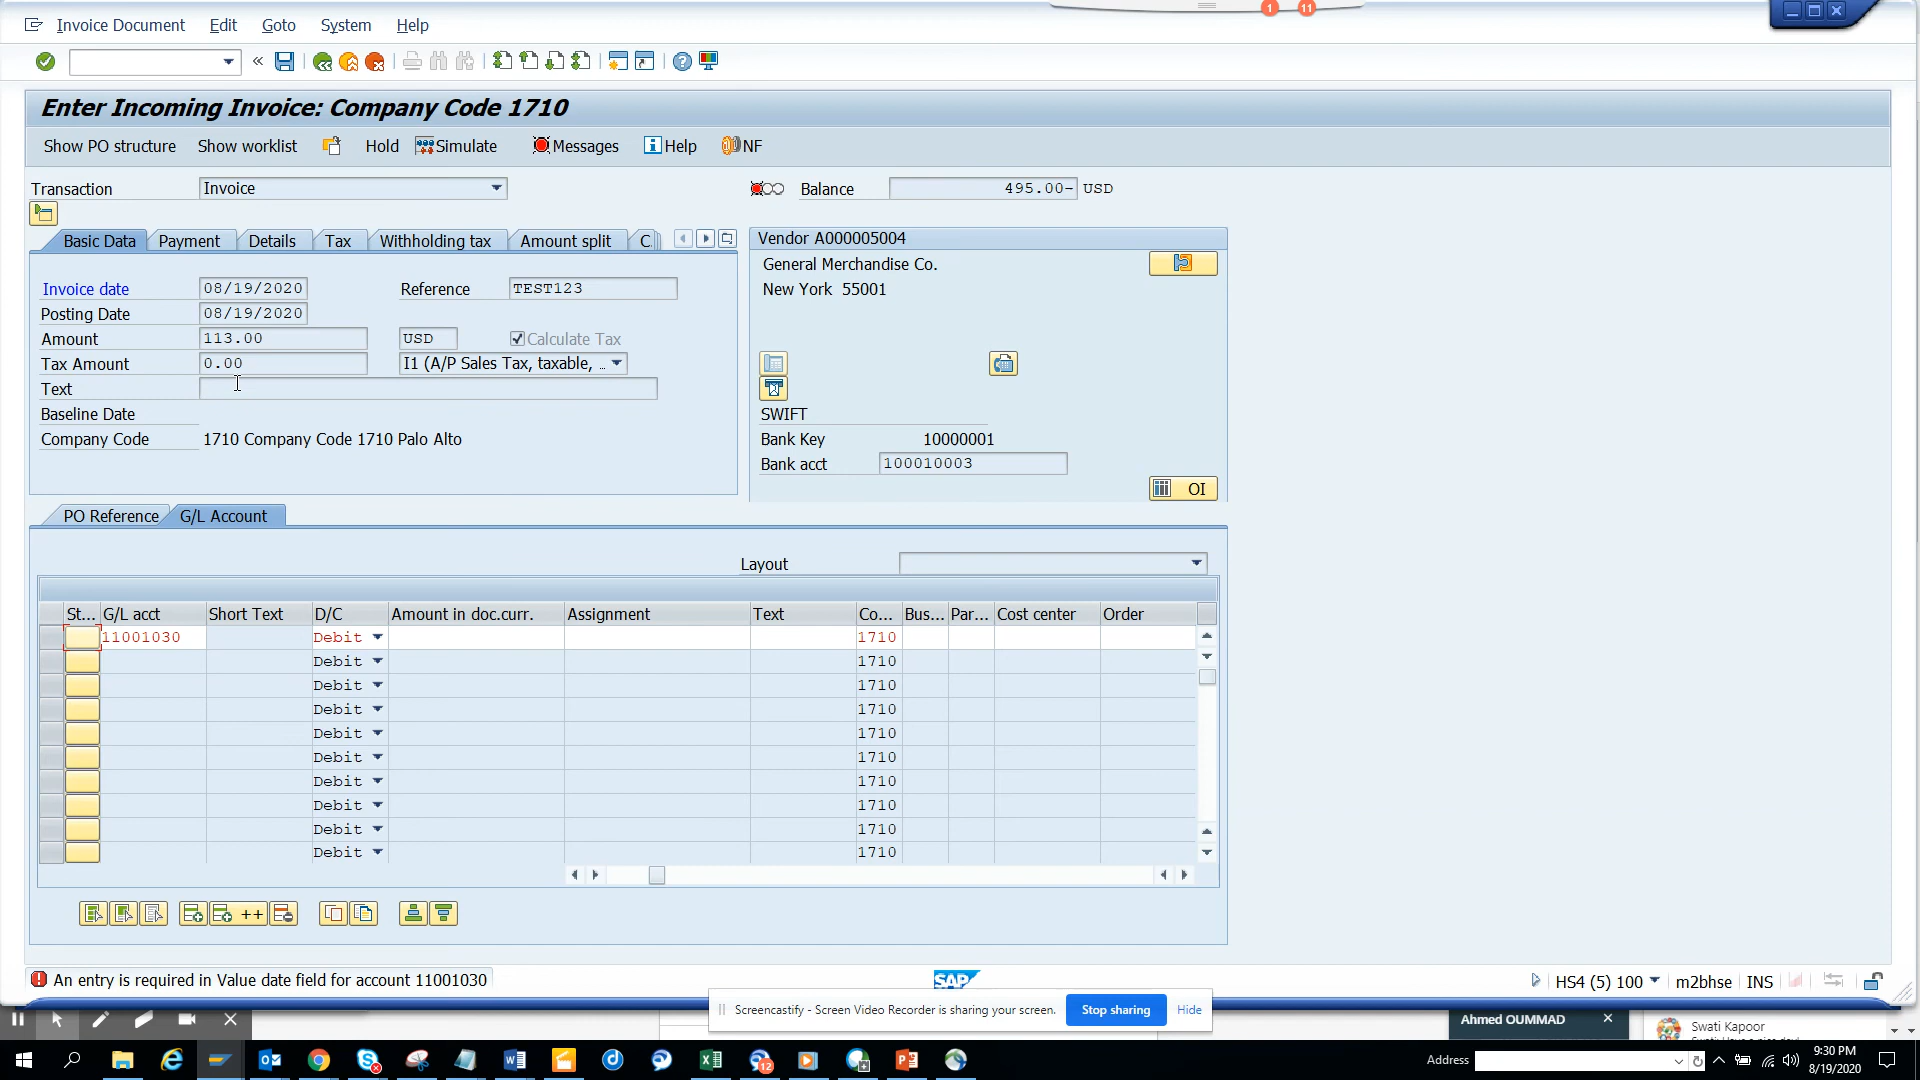 1 11
Invoice Document Edit Goto System Help
«
Enter Incoming Invoice: Company Code 1710
Show PO structure Show worklist Hold Simulate Messages Help NF
Transaction Invoice Balance 495.00- USD
Basic Data Payment Details Tax Withholding tax Amount split C
Vendor A000005004
General Merchandise Co.
New York 55001
Invoice date 08/19/2020 Reference TEST123
Posting Date 08/19/2020
Amount 113.00 USD Calculate Tax
Tax Amount 0.00 I1 (A/P Sales Tax, taxable, ..
Text
Baseline Date
Company Code 1710 Company Code 1710 Palo Alto
SWIFT
Bank Key 10000001
Bank acct 100010003
OI
PO Reference G/L Account
Layout
St... G/L acct Short Text D/C Amount in doc.curr. Assignment Text Co... Bus... Par... Cost center Order
11001030 Debit 1710
Debit 1710
Debit 1710
Debit 1710
Debit 1710
Debit 1710
Debit 1710
Debit 1710
Debit 1710
Debit 1710
++
An entry is required in Value date field for account 11001030
SAP
HS4 (5) 100 m2bhse INS
Screencastify - Screen Video Recorder is sharing your screen. Stop sharing Hide
Ahmed OUMMAD
Swati Kapoor
12
Address
9:30 PM
8/19/2020